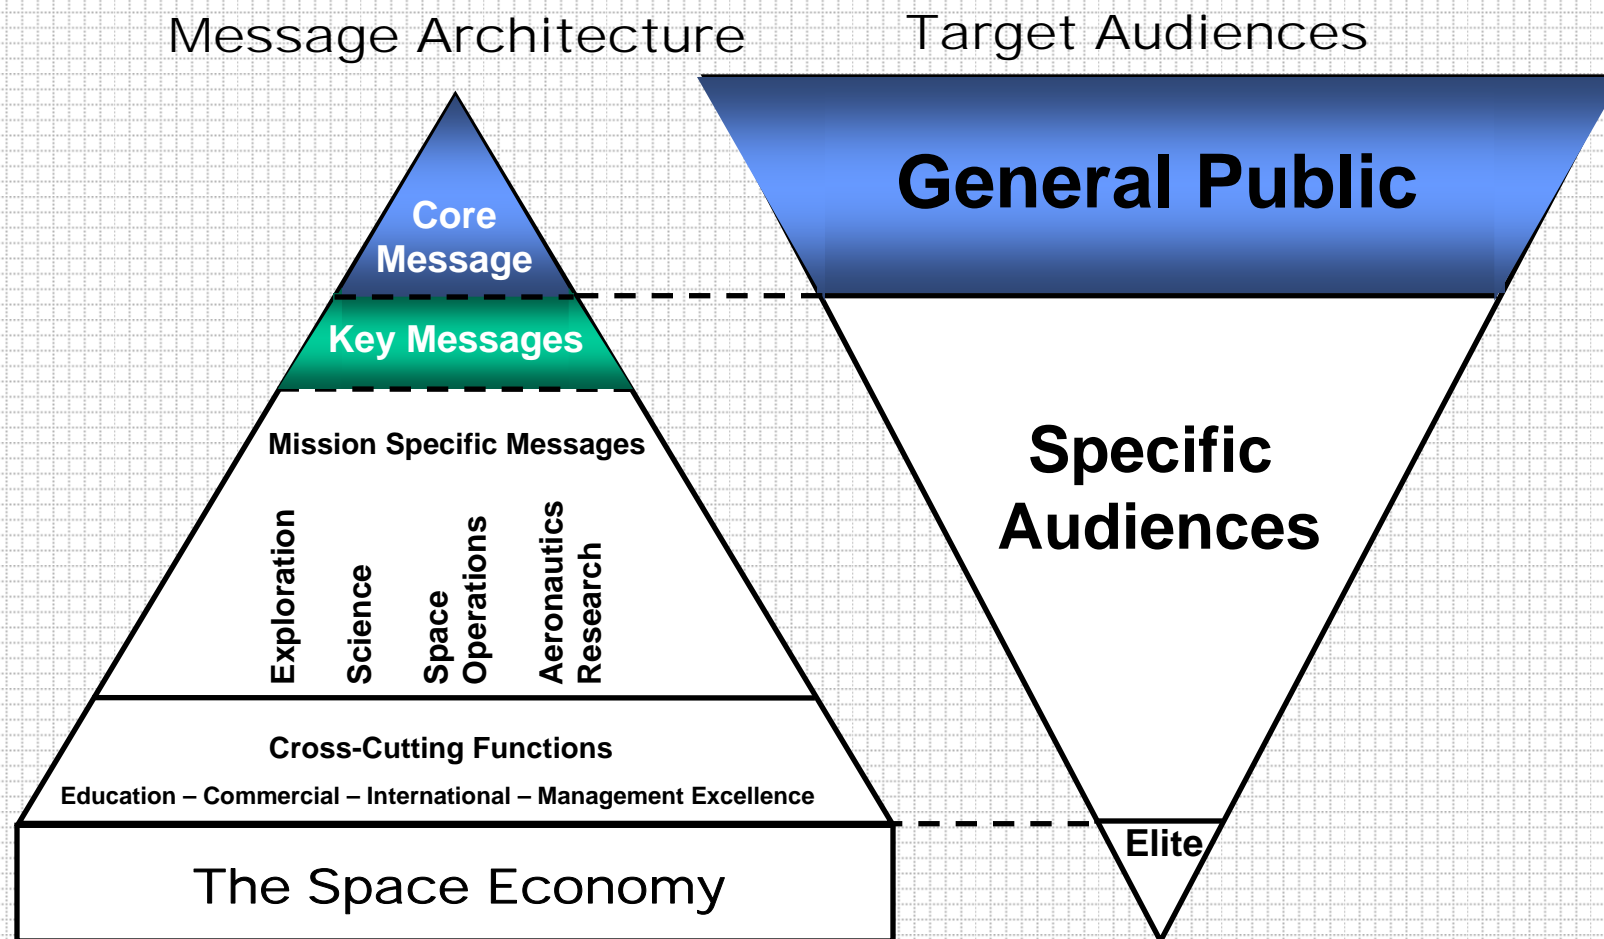 Message Architecture
Target Audiences
Core
Message
Key Messages
Mission Specific Messages
Exploration
Science
Space
Operations
Aeronautics
Research
Cross-Cutting Functions
Education – Commercial – International – Management Excellence
The Space Economy
General Public
Specific
Audiences
Elite